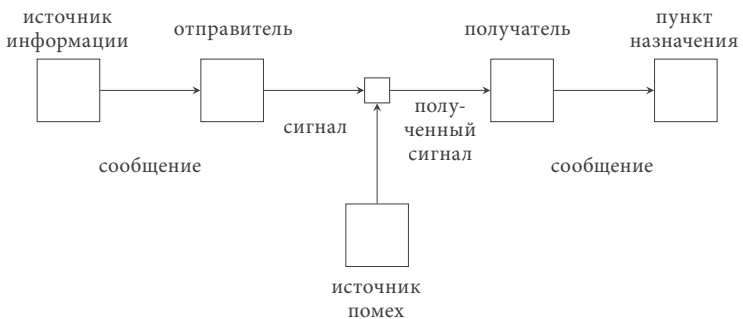 источник
информации
отправитель
получатель
пункт
назначения
сигнал
полу-
ченный
сигнал
сообщение
сообщение
источник
помех